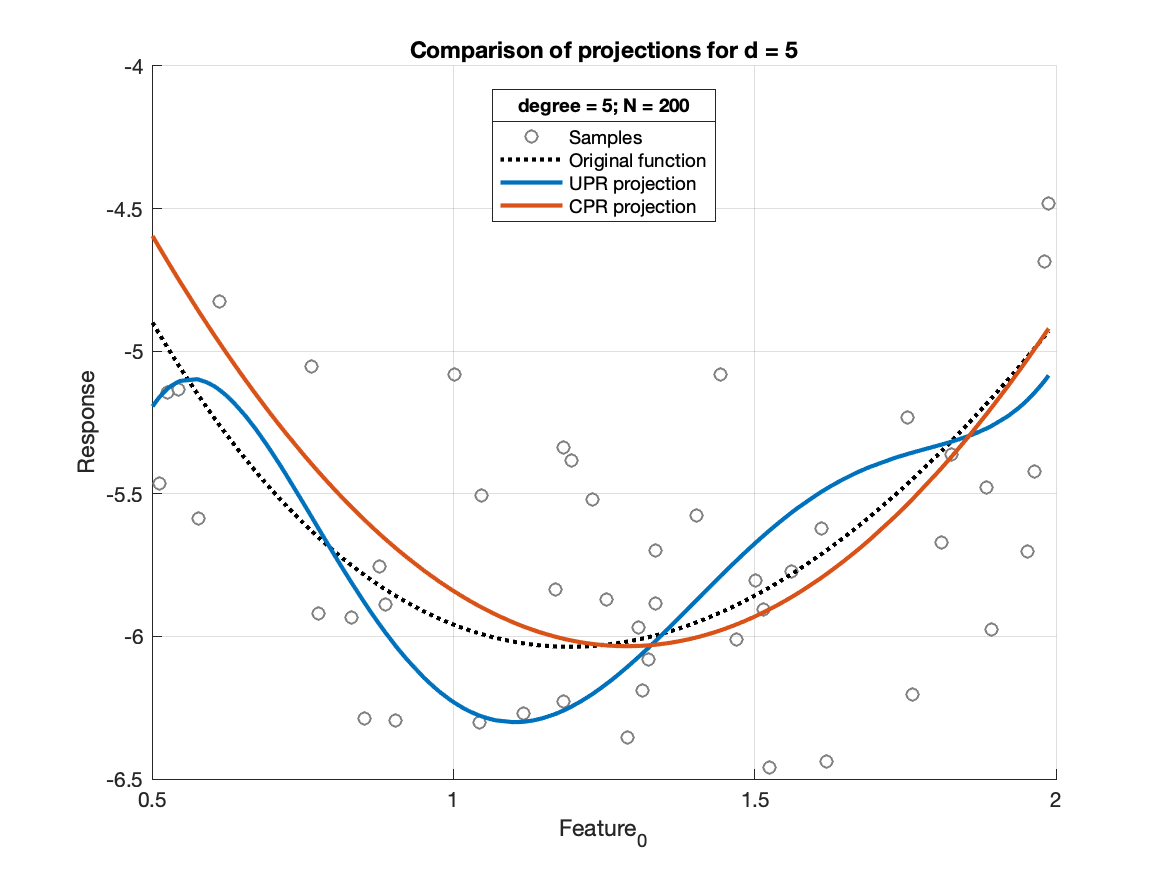 Comparison of projections for d = 5
degree = 5; N = 200
Samples
Original function
UPR projection
CPR projection
-4
-4.5
-5
-5.5
-6
-6.5
Response
0.5
1
1.5
2
Feature_0